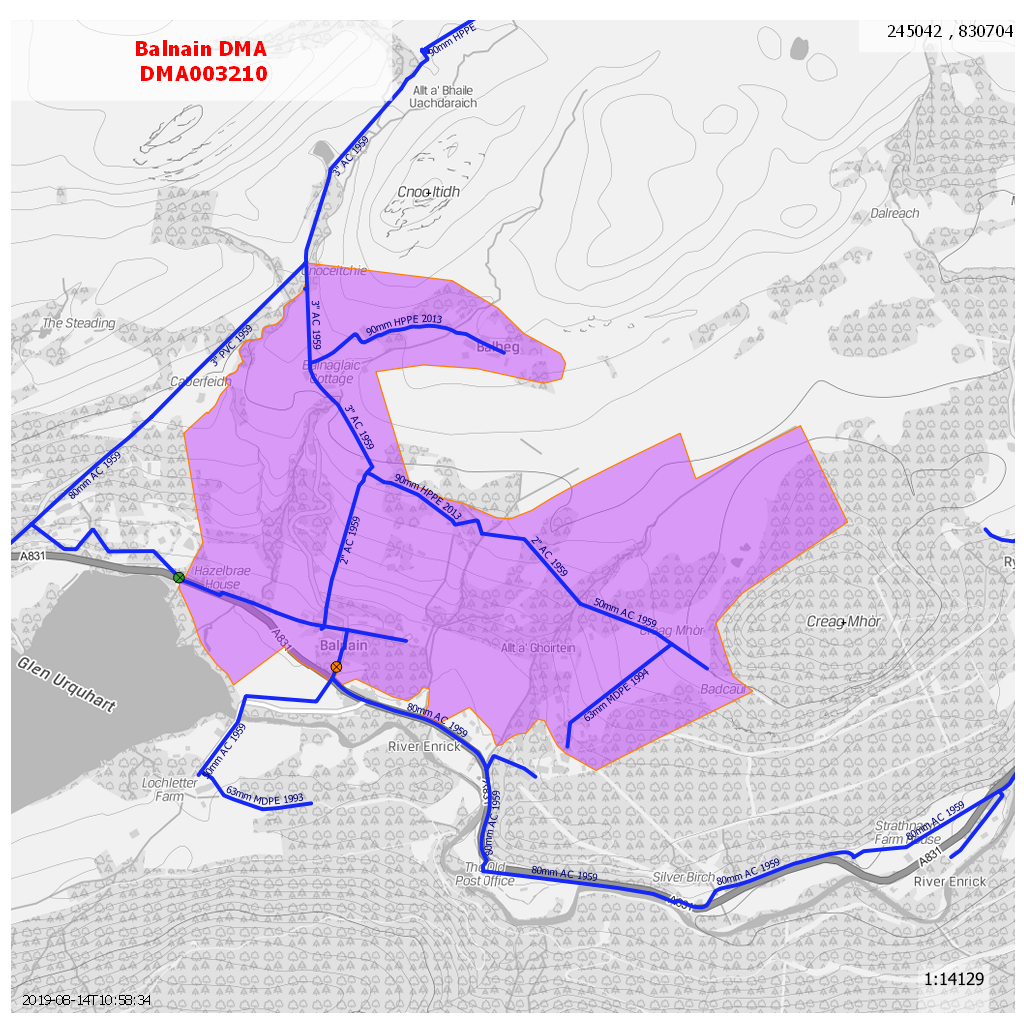 Balnain DMA
DMA003210
245042 , 830704
90mm HPPE
Allt a' Bhaile
Uachdaraich
3" AC 1959
Cnoc Itidh
Dalreach
Cnoceitchie
The Steading
3" PVC 1959
3" AC 1959
90mm HPPE 2013
Balbeg
Balnaglaic
Cottage
Caberfeidh
3" AC 1959
80mm AC 1959
90mm HPPE 2013
2" AC 1959
2" AC 1959
A831
Hazelbrae
House
50mm AC 1959
Creag Mhòr
Creag Mhòr
A831
Balnain
Allt a' Ghoirtein
Glen Urquhart
Badcaul
63mm MDPE 1994
80mm AC 1959
River Enrick
Lochletter
Farm
63mm MDPE 1993
A831
80mm AC 1959
80mm AC 1959
Farm House
A831
The Old
Post Office
80mm AC 1959
Silver Birch
80mm AC 1959
A831
River Enrick
1:14129
2019-08-14T10:58:34